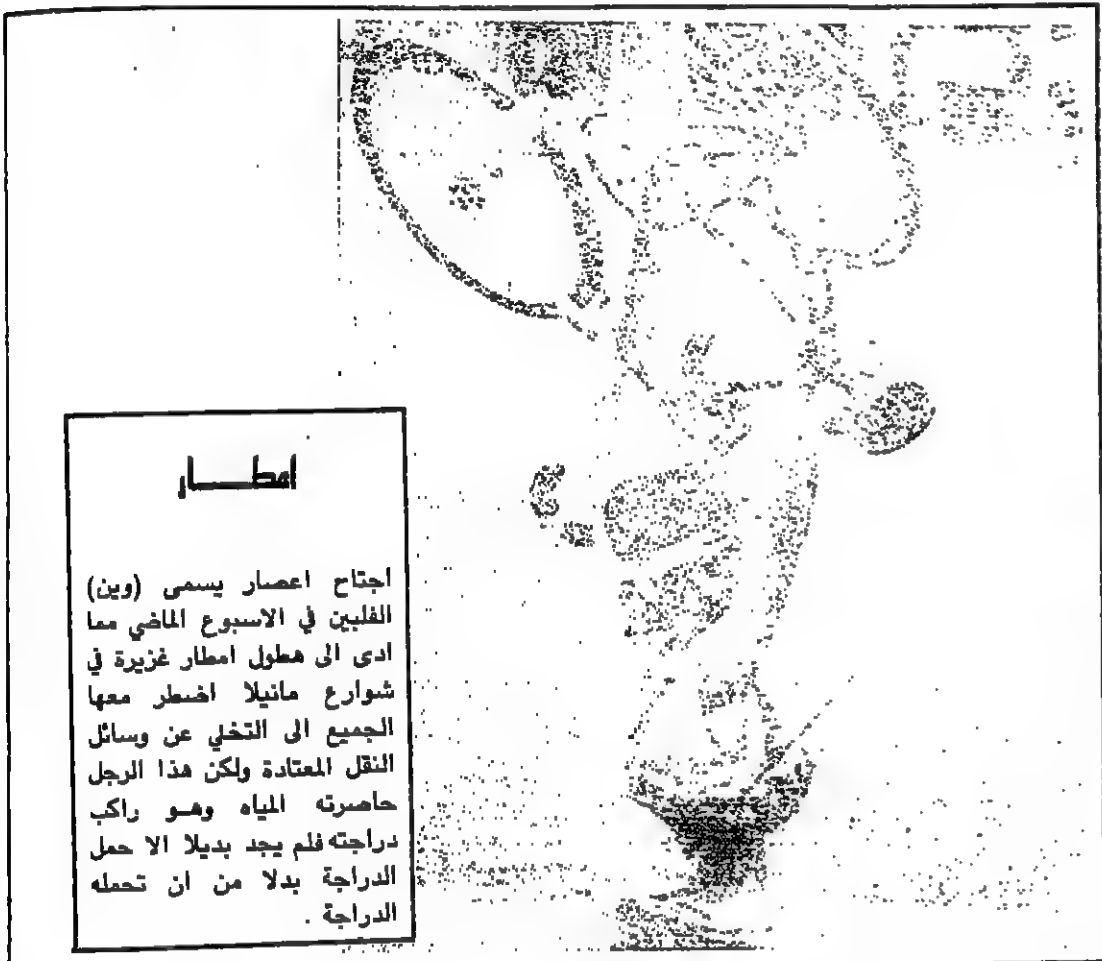 امطـــار
اجتاح اعصار يسمى (وين)
الفلبين في الاسبوع الماضي مما
ادى الى هطول امطار غزيرة في
شوارع مانيلا اضطر معها
الجميع الى التخلي عن وسائل
النقل المعتادة ولكن هذا الرجل
حاصرته المياه وهـو راكب
دراجته فلم يجد بديلا الا حمل
الدراجة بدلا من ان تحمله
الدراجة .